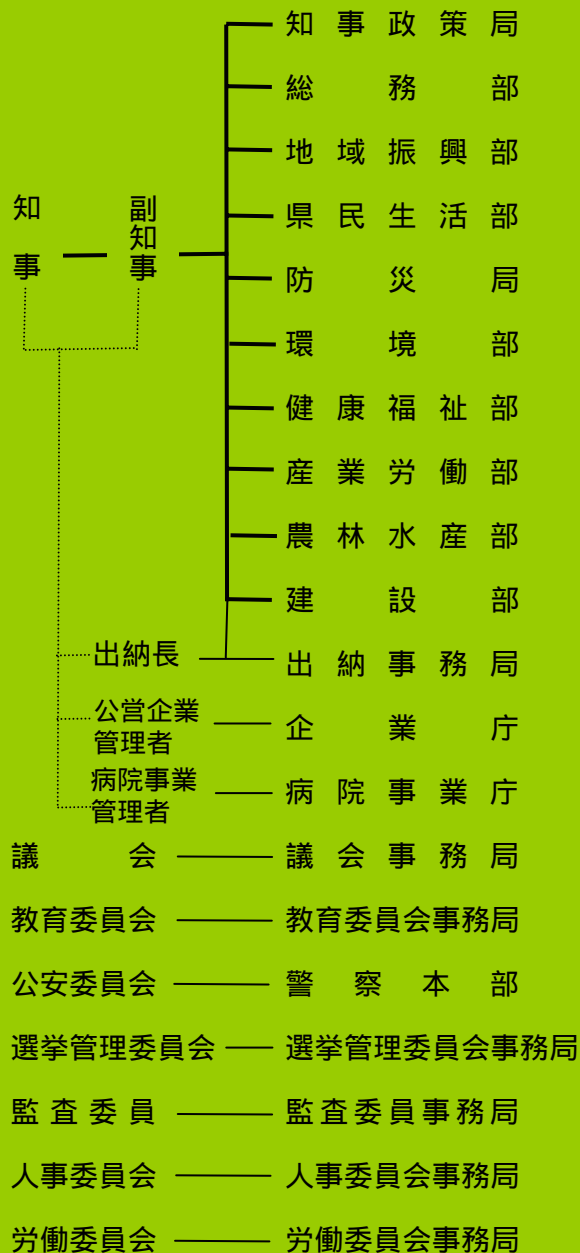 知事政策局
総務部
地域振興部
知事 副知事 県民生活部
防災局
環境部
健康福祉部
産業労働部
農林水産部
建設部
出納長 出納事務局
公営企業管理者 企業庁
病院事業管理者 病院事業庁
議会 議会事務局
教育委員会 教育委員会事務局
公安委員会 警察本部
選挙管理委員会 選挙管理委員会事務局
監査委員 監査委員事務局
人事委員会 人事委員会事務局
労働委員会 労働委員会事務局